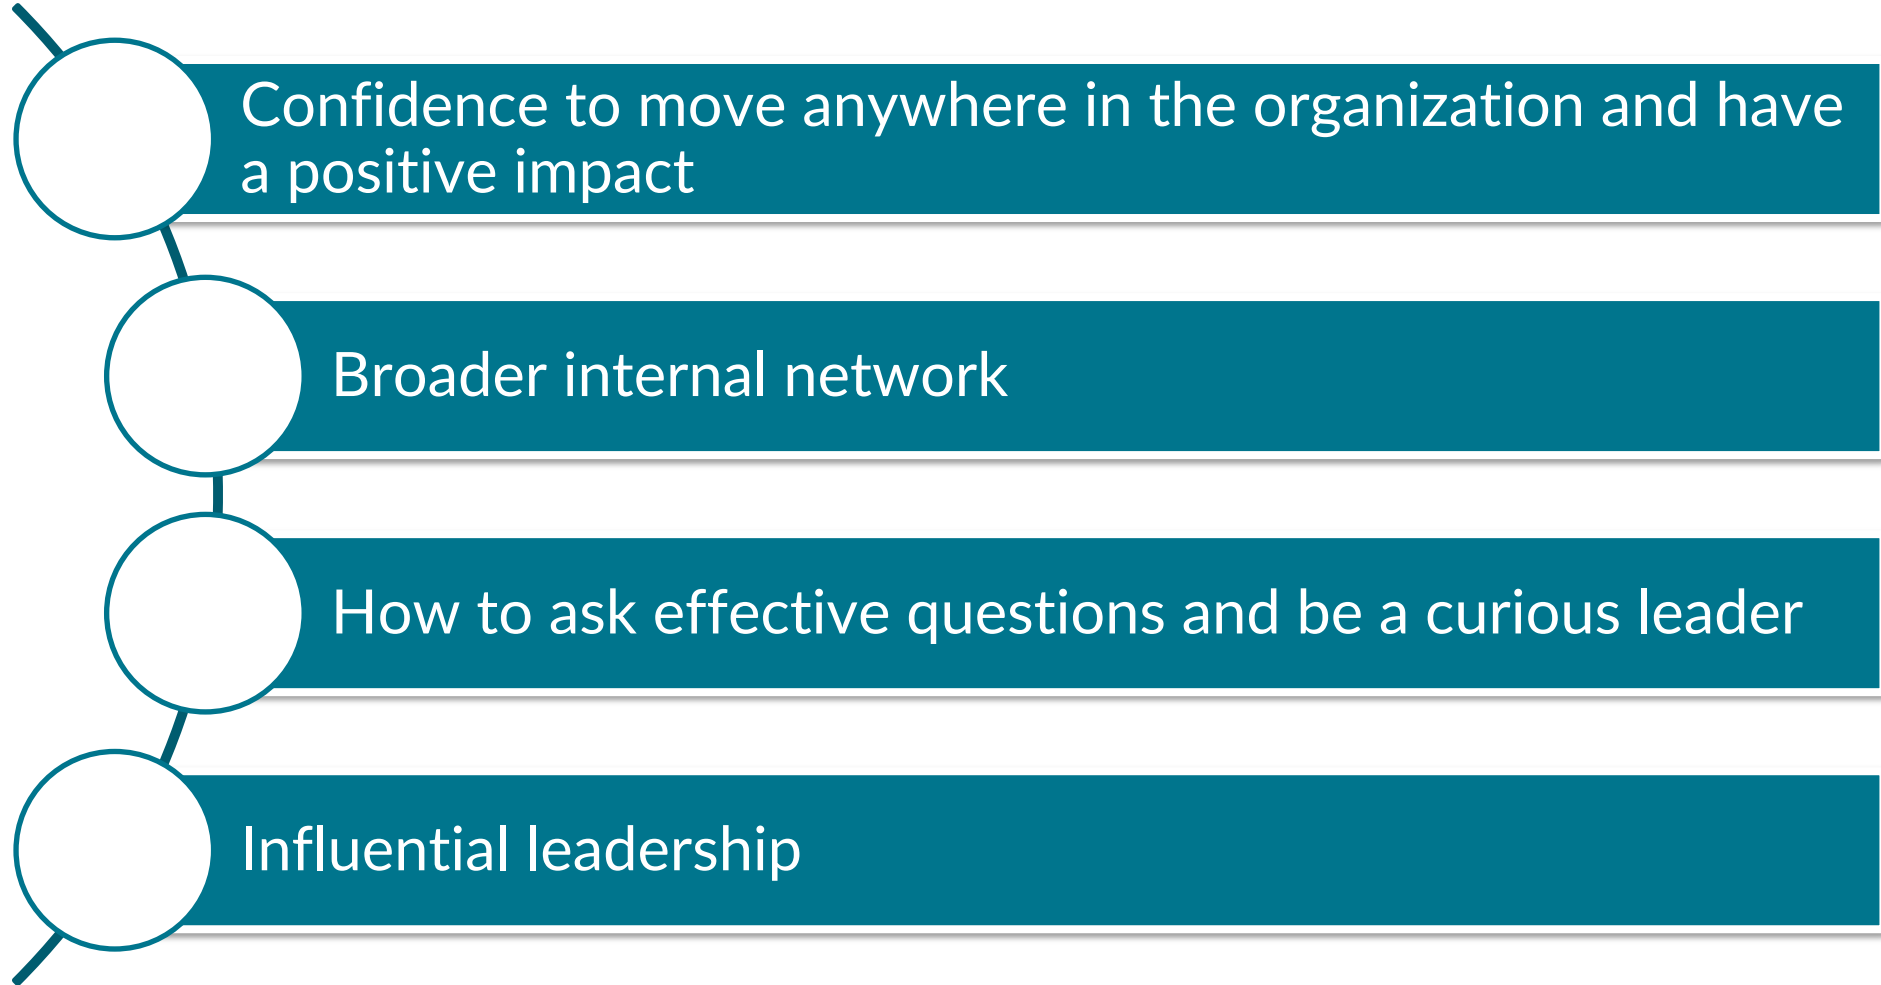 Confidence to move anywhere in the organization and have
a positive impact
Broader internal network
How to ask effective questions and be a curious leader
Influential leadership